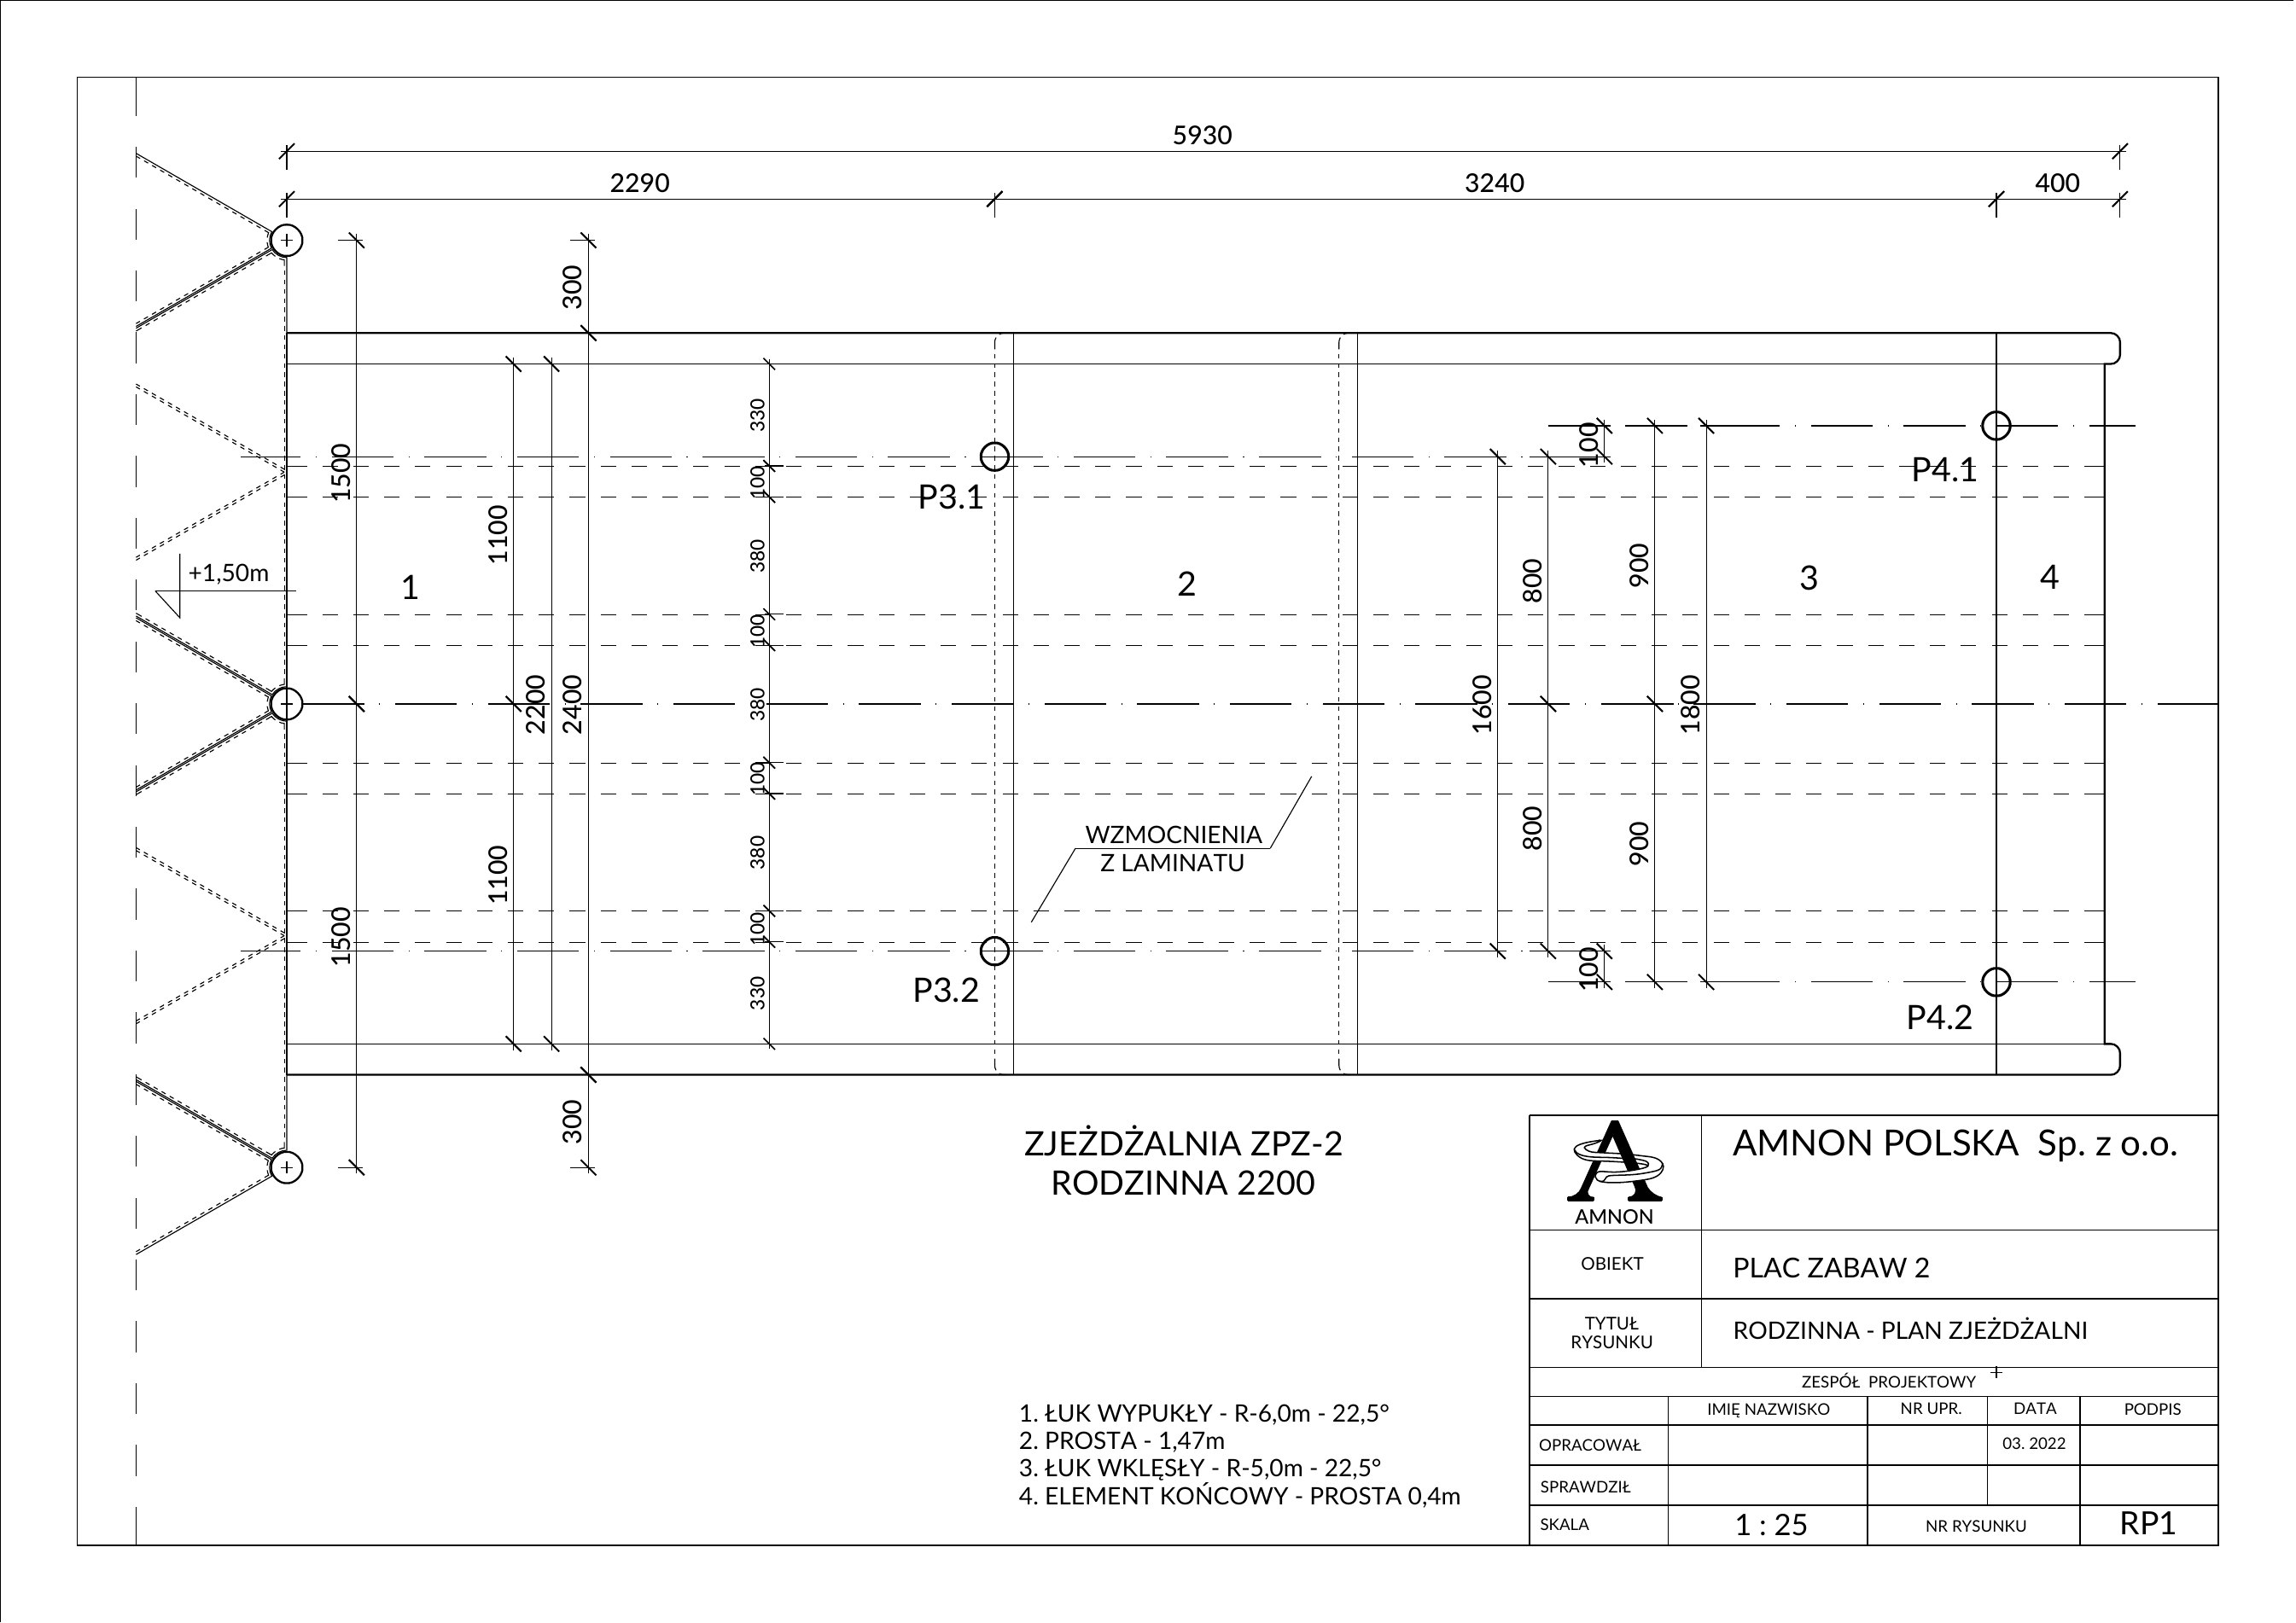 5930
2290
3240
400
300
1500
330
100
100
P4.1
100
P3.1
1100
380
900
800
+1,50m
1
2
3
4
100
2200
2400
380
1600
1800
100
WZMOCNIENIA
Z LAMINATU
800
900
380
1100
1500
100
100
P3.2
330
P4.2
300
ZJEŻDŻALNIA ZPZ-2
RODZINNA 2200
1. ŁUK WYPUKŁY - R-6,0m - 22,5°
2. PROSTA - 1,47m
3. ŁUK WKLĘSŁY - R-5,0m - 22,5°
4. ELEMENT KOŃCOWY - PROSTA 0,4m
AMNON
AMNON POLSKA Sp. z o.o.
OBIEKT
PLAC ZABAW 2
TYTUŁ
RYSUNKU
RODZINNA - PLAN ZJEŻDŻALNI
ZESPÓŁ PROJEKTOWY
IMIĘ NAZWISKO
NR UPR.
DATA
PODPIS
OPRACOWAŁ
03. 2022
SPRAWDZIŁ
SKALA
1 : 25
NR RYSUNKU
RP1